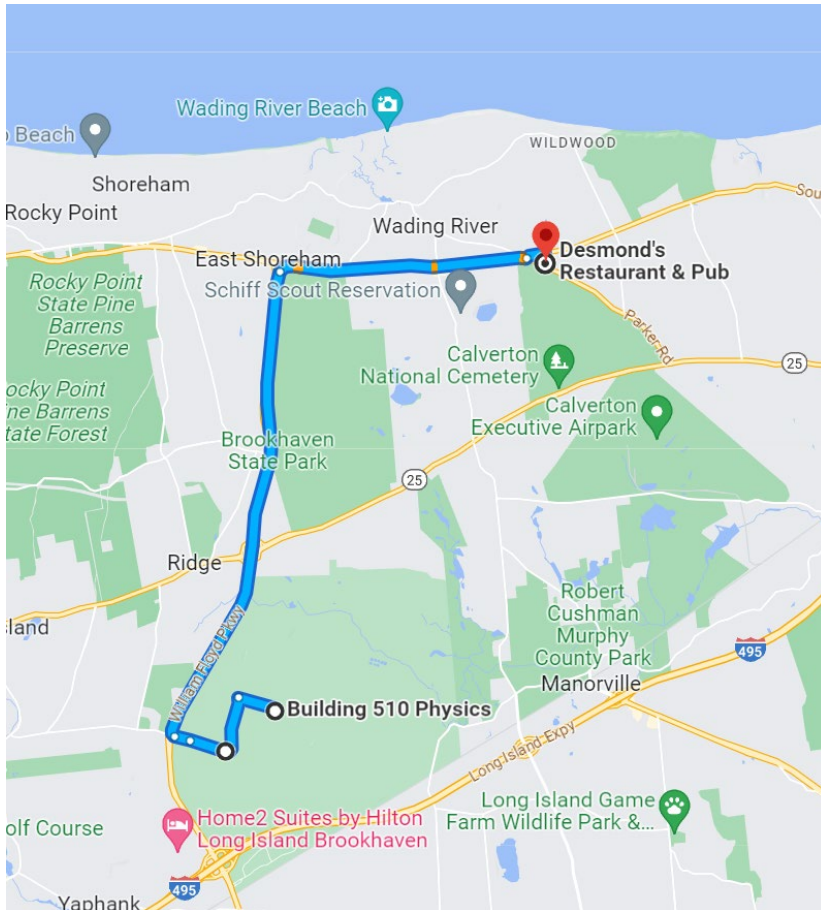 Wading River Beach
WILDWOOD
Beach
Shoreham
Rocky Point
Wading River
Sou
East Shoreham
Desmond's
Restaurant & Pub
Schiff Scout Reservation
Rocky Point
State Pine
Barrens
Preserve
Parker Rd
25
Calverton
National Cemetery
ocky Point
ine Barrens
tate Forest
Calverton
Executive Airpark
Brookhaven
State Park
25
Ridge
land
William Floyd Pkwy
Robert
Cushman
Murphy
County Park
495
Manorville
Building 510 Physics
Long Island Expy
Home2 Suites by Hilton
Long Island Brookhaven
Long Island Game
Farm Wildlife Park &...
olf Course
495
Yaphank